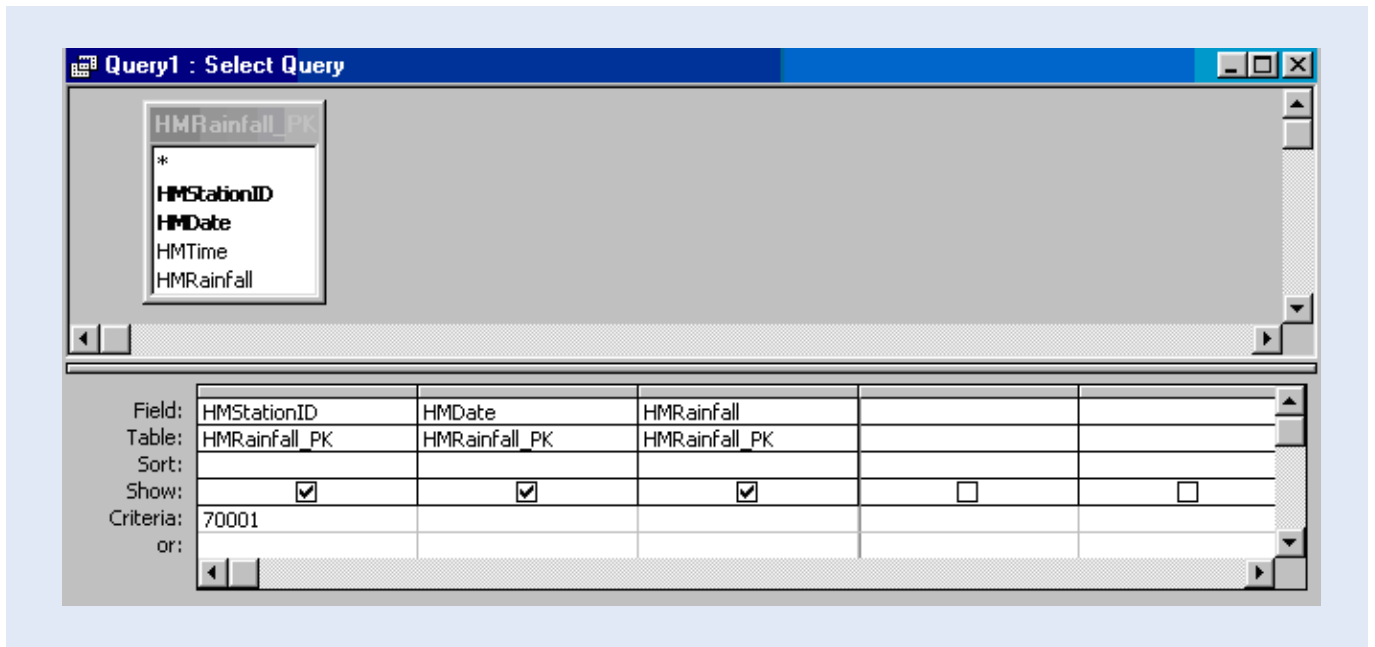 Query1 : Select Query
HMRainfall_PK
*
HMStationID
HMDate
HMTime
HMRainfall
Field: HMStationID HMDate HMRainfall
Table: HMRainfall_PK HMRainfall_PK HMRainfall_PK
Sort:
Show:
Criteria: 70001
or: